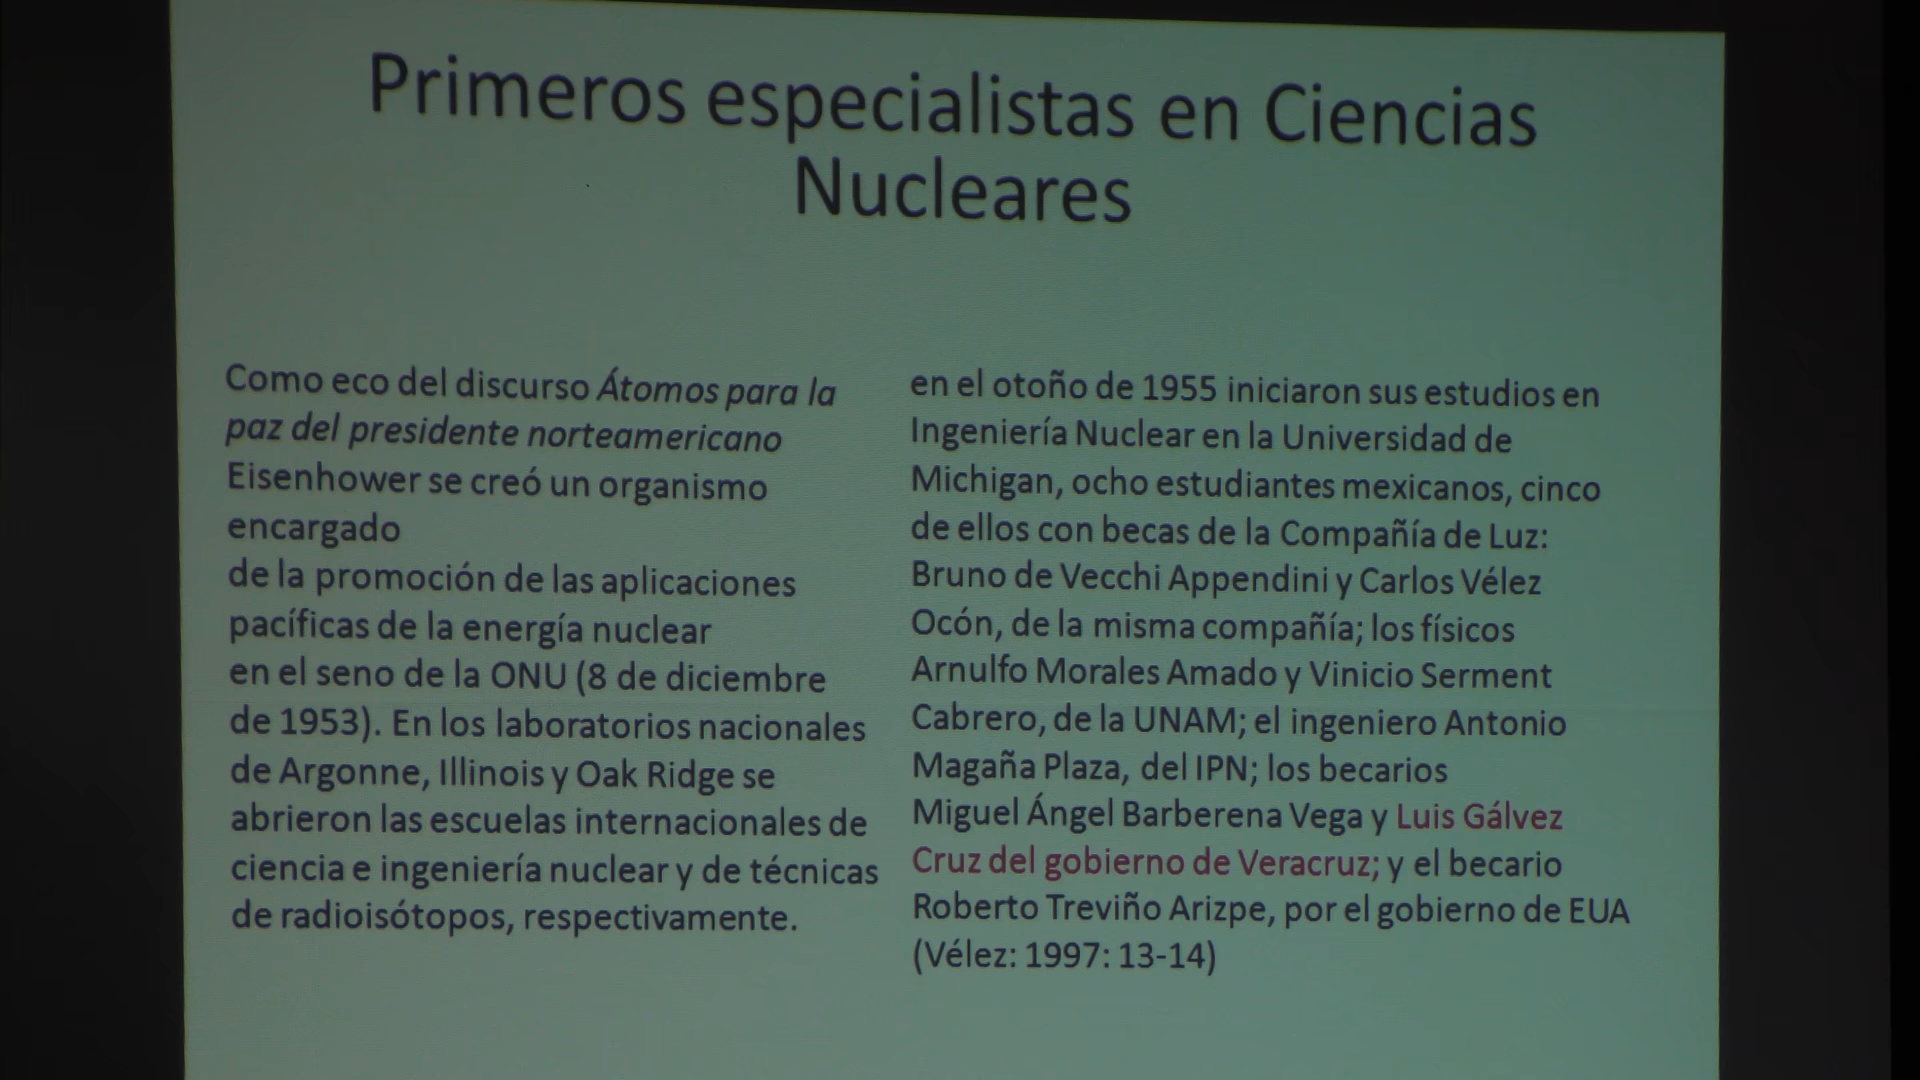 Primeros especialistas en Ciencias
Nucleares
Como eco del discurso Átomos para la
paz del presidente norteamericano
Eisenhower se creó un organismo
encargado
de la promoción de las aplicaciones
pacíficas de la energía nuclear
en el seno de la ONU (8 de diciembre
de 1953). En los laboratorios nacionales
de Argonne, Illinois y Oak Ridge se
abrieron las escuelas internacionales de
ciencia e ingeniería nuclear y de técnicas
de radioisótopos, respectivamente.
en el otoño de 1955 iniciaron sus estudios en
Ingeniería Nuclear en la Universidad de
Michigan, ocho estudiantes mexicanos, cinco
de ellos con becas de la Compañía de Luz:
Bruno de Vecchi Appendini y Carlos Vélez
Ocón, de la misma compañía; los físicos
Arnulfo Morales Amado y Vinicio Serment
Cabrero, de la UNAM; el ingeniero Antonio
Magaña Plaza, del IPN; los becarios
Miguel Ángel Barberena Vega y Luis Gálvez
Cruz del gobierno de Veracruz; y el becario
Roberto Treviño Arizpe, por el gobierno de EUA
(Vélez: 1997: 13-14)